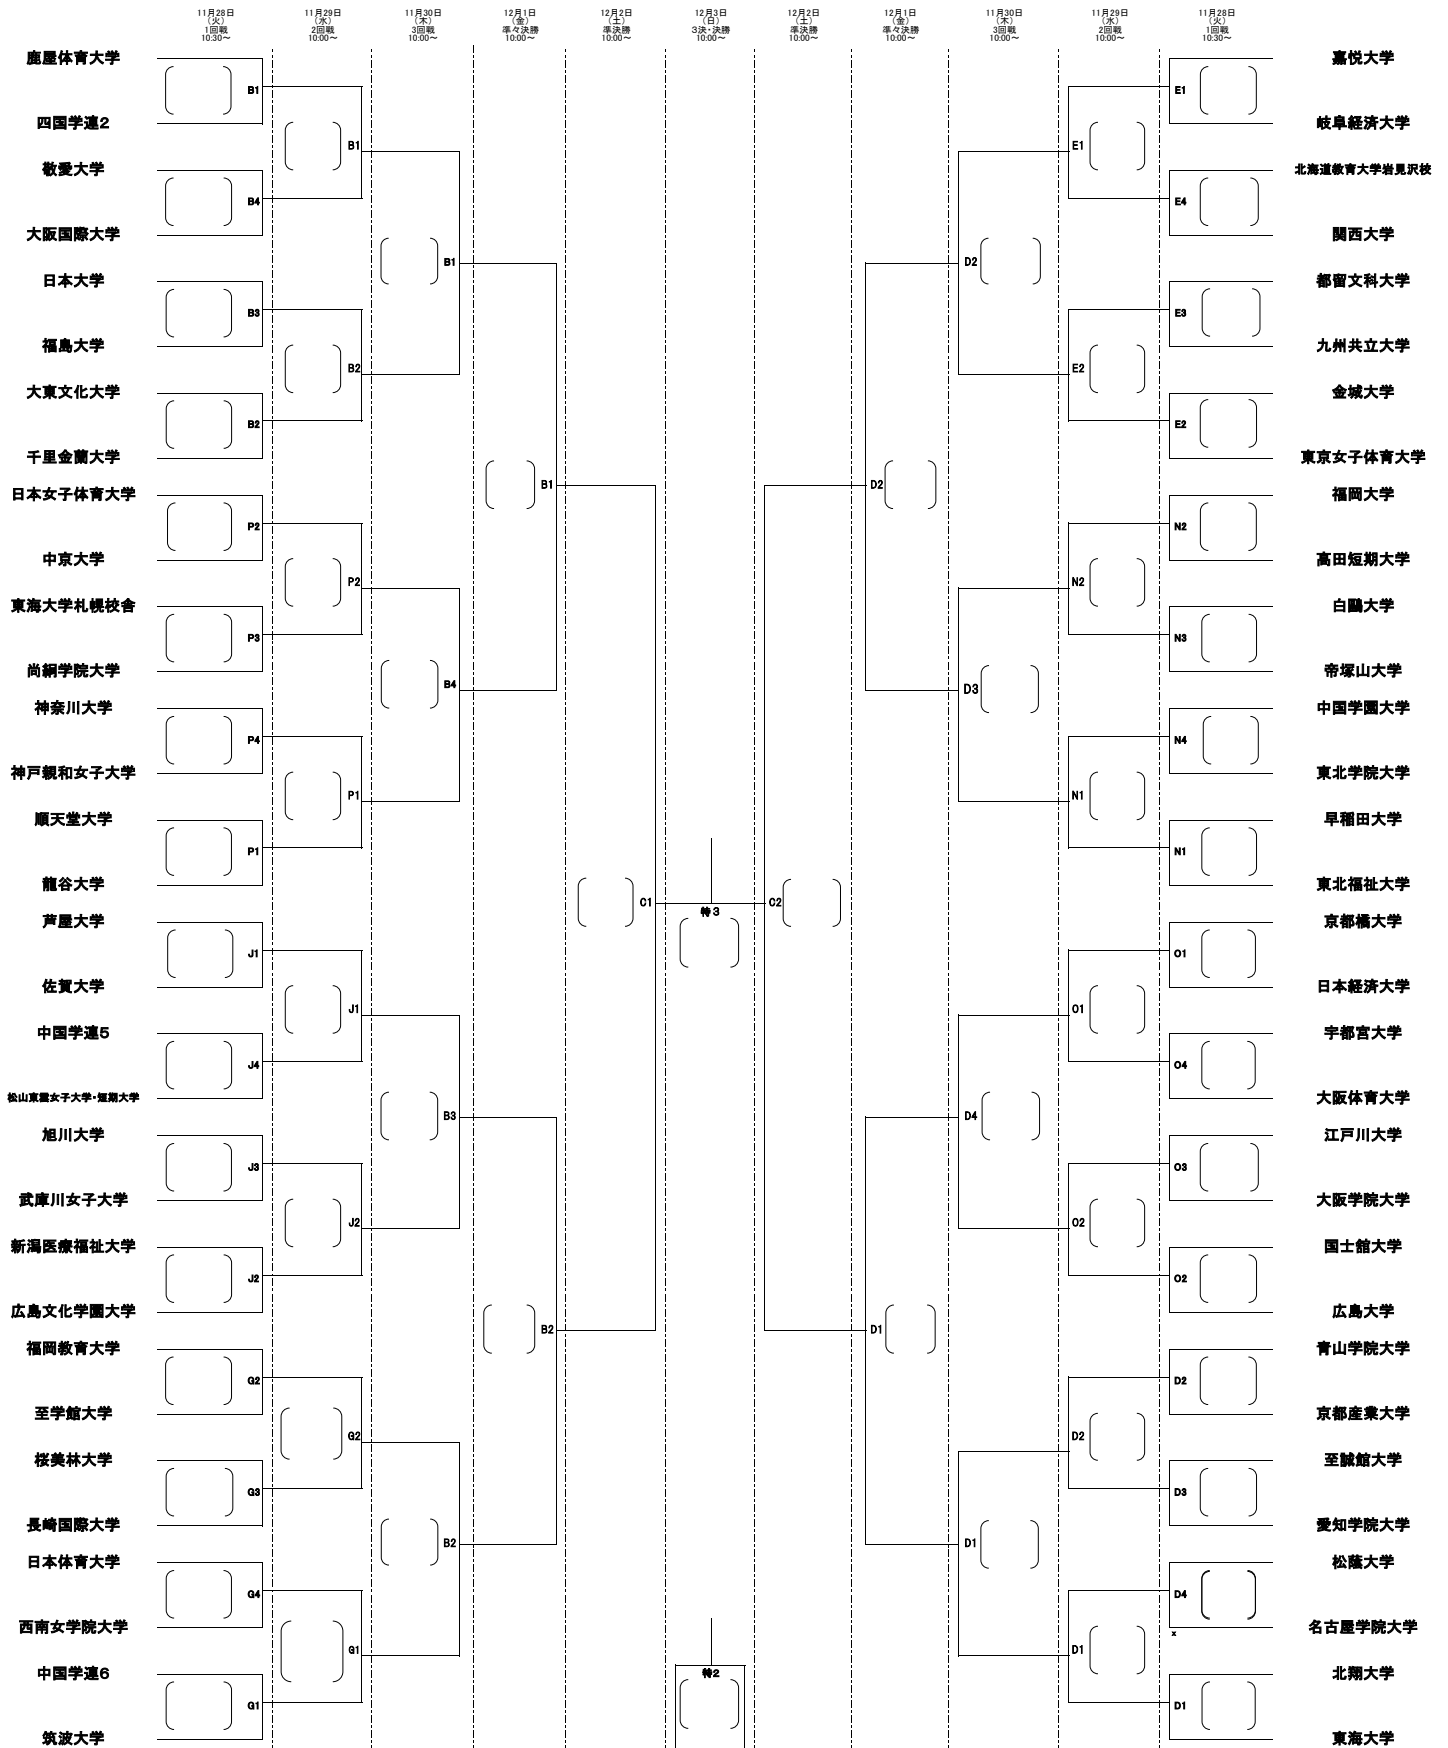 11月28日
(火)
1回戦
10:30～
11月29日
(水)
2回戦
10:00～
11月30日
(木)
3回戦
10:00～
12月1日
(金)
準々決勝
10:00～
12月2日
(土)
準決勝
10:00～
12月3日
(日)
3決・決勝
10:00～
12月2日
(土)
準決勝
10:00～
12月1日
(金)
準々決勝
10:00～
11月30日
(木)
3回戦
10:00～
11月29日
(水)
2回戦
10:00～
11月28日
(火)
1回戦
10:30～
鹿屋体育大学
B1
四国学連2
B1
敬愛大学
B4
大阪国際大学
B1
日本大学
B3
福島大学
B2
大東文化大学
B2
千里金蘭大学
B1
日本女子体育大学
P2
中京大学
P2
東海大学札幌校舎
P3
尚絅学院大学
B4
神奈川大学
P4
神戸親和女子大学
P1
順天堂大学
P1
龍谷大学
C1
芦屋大学
J1
佐賀大学
J1
中国学連5
J4
松山東雲女子大学・短期大学
B3
旭川大学
J3
武庫川女子大学
J2
新潟医療福祉大学
J2
広島文化学園大学
B2
福岡教育大学
G2
至学館大学
G2
桜美林大学
G3
長崎国際大学
B2
日本体育大学
G4
西南女学院大学
G1
中国学連6
G1
筑波大学
特3
特2
嘉悦大学
E1
岐阜経済大学
E1
北海道教育大学岩見沢校
E4
関西大学
D2
都留文科大学
E3
九州共立大学
E2
金城大学
E2
東京女子体育大学
D2
福岡大学
N2
高田短期大学
N2
白鷗大学
N3
帝塚山大学
D3
中国学園大学
N4
東北学院大学
N1
早稲田大学
N1
東北福祉大学
C2
京都橘大学
O1
日本経済大学
O1
宇都宮大学
O4
大阪体育大学
D4
江戸川大学
O3
大阪学院大学
O2
国士舘大学
O2
広島大学
D1
青山学院大学
D2
京都産業大学
D2
至誠館大学
D3
愛知学院大学
D1
松蔭大学
D4
名古屋学院大学
x
D1
北翔大学
D1
東海大学